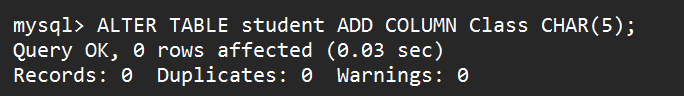 mysql> ALTER TABLE student ADD COLUMN Class CHAR(5);
Query OK, 0 rows affected (0.03 sec)
Records: 0  Duplicates: 0  Warnings: 0